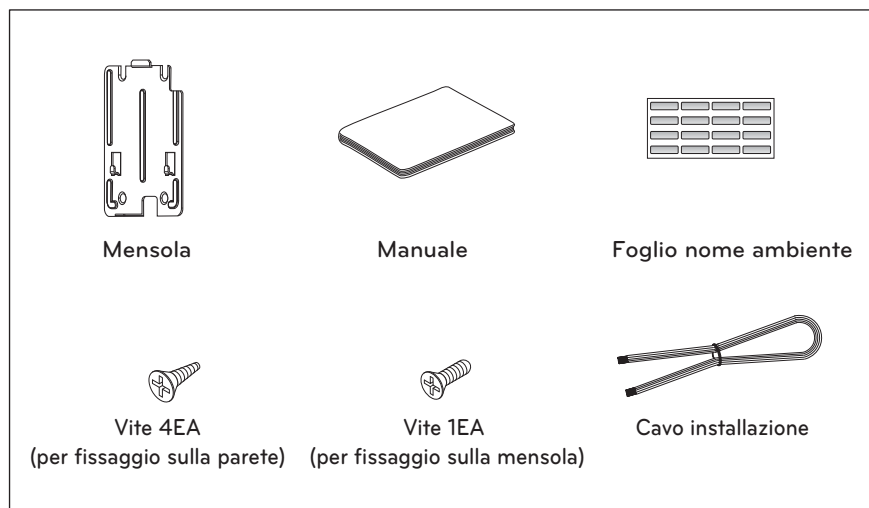 Mensola
Manuale
Foglio nome ambiente
Vite 4EA
(per fissaggio sulla parete)
Vite 1EA
(per fissaggio sulla mensola)
Cavo installazione